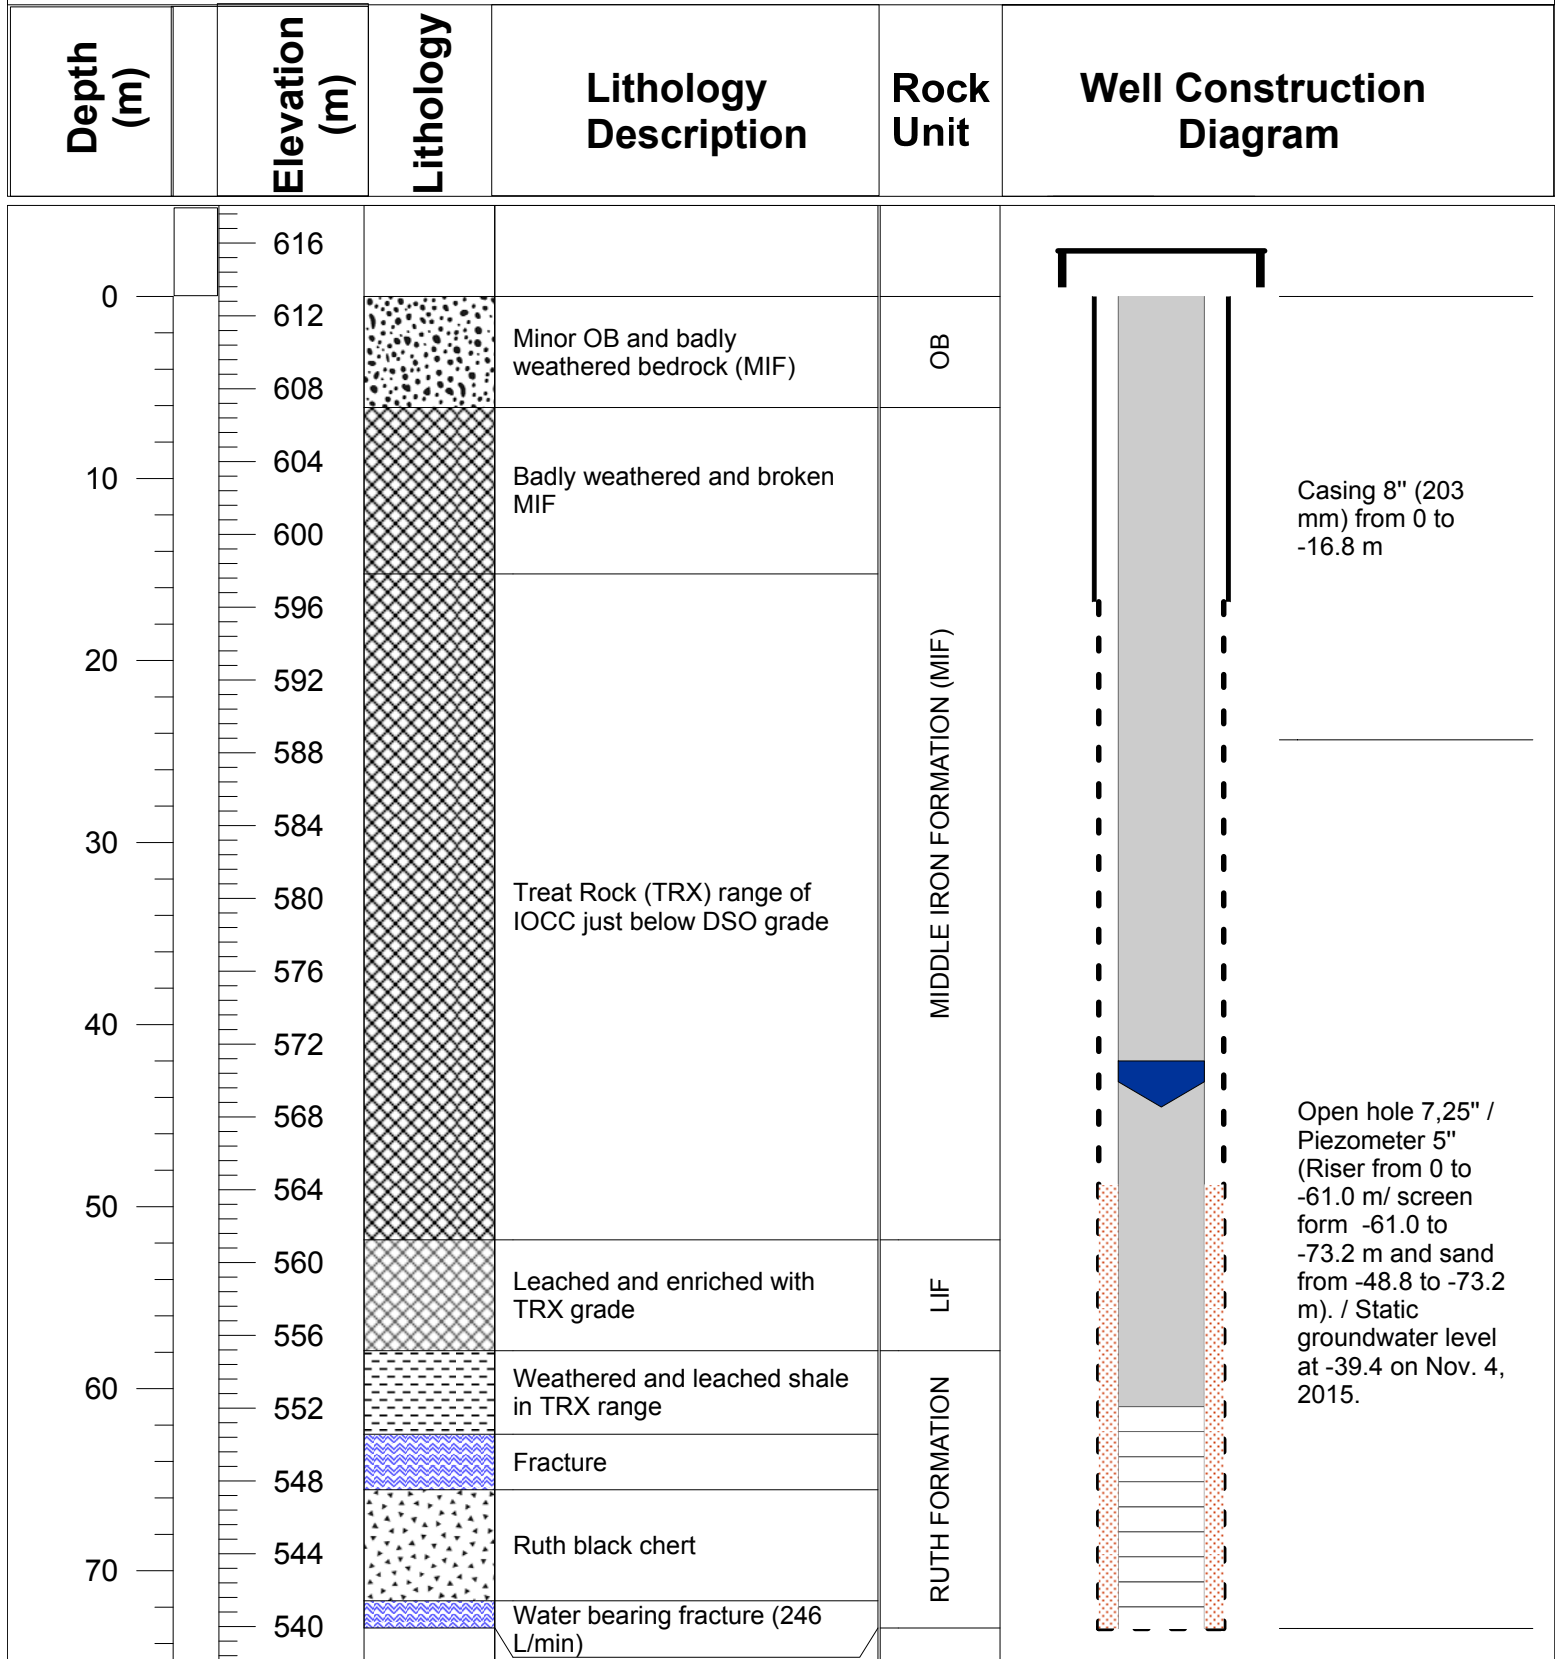 Depth
(m)
Elevation
(m)
Lithology
Lithology
Description
Rock
Unit
Well Construction
Diagram
0
10
20
30
40
50
60
70
616
612
608
604
600
596
592
588
584
580
576
572
568
564
560
556
552
548
544
540
Minor OB and badly
weathered bedrock (MIF)
Badly weathered and broken
MIF
Treat Rock (TRX) range of
IOCC just below DSO grade
Leached and enriched with
TRX grade
Weathered and leached shale
in TRX range
Fracture
Ruth black chert
Water bearing fracture (246
L/min)
OB
MIDDLE IRON FORMATION (MIF)
LIF
RUTH FORMATION
Casing 8" (203
mm) from 0 to
-16.8 m
Open hole 7,25" /
Piezometer 5"
(Riser from 0 to
-61.0 m/ screen
form -61.0 to
-73.2 m and sand
from -48.8 to -73.2
m). / Static
groundwater level
at -39.4 on Nov. 4,
2015.